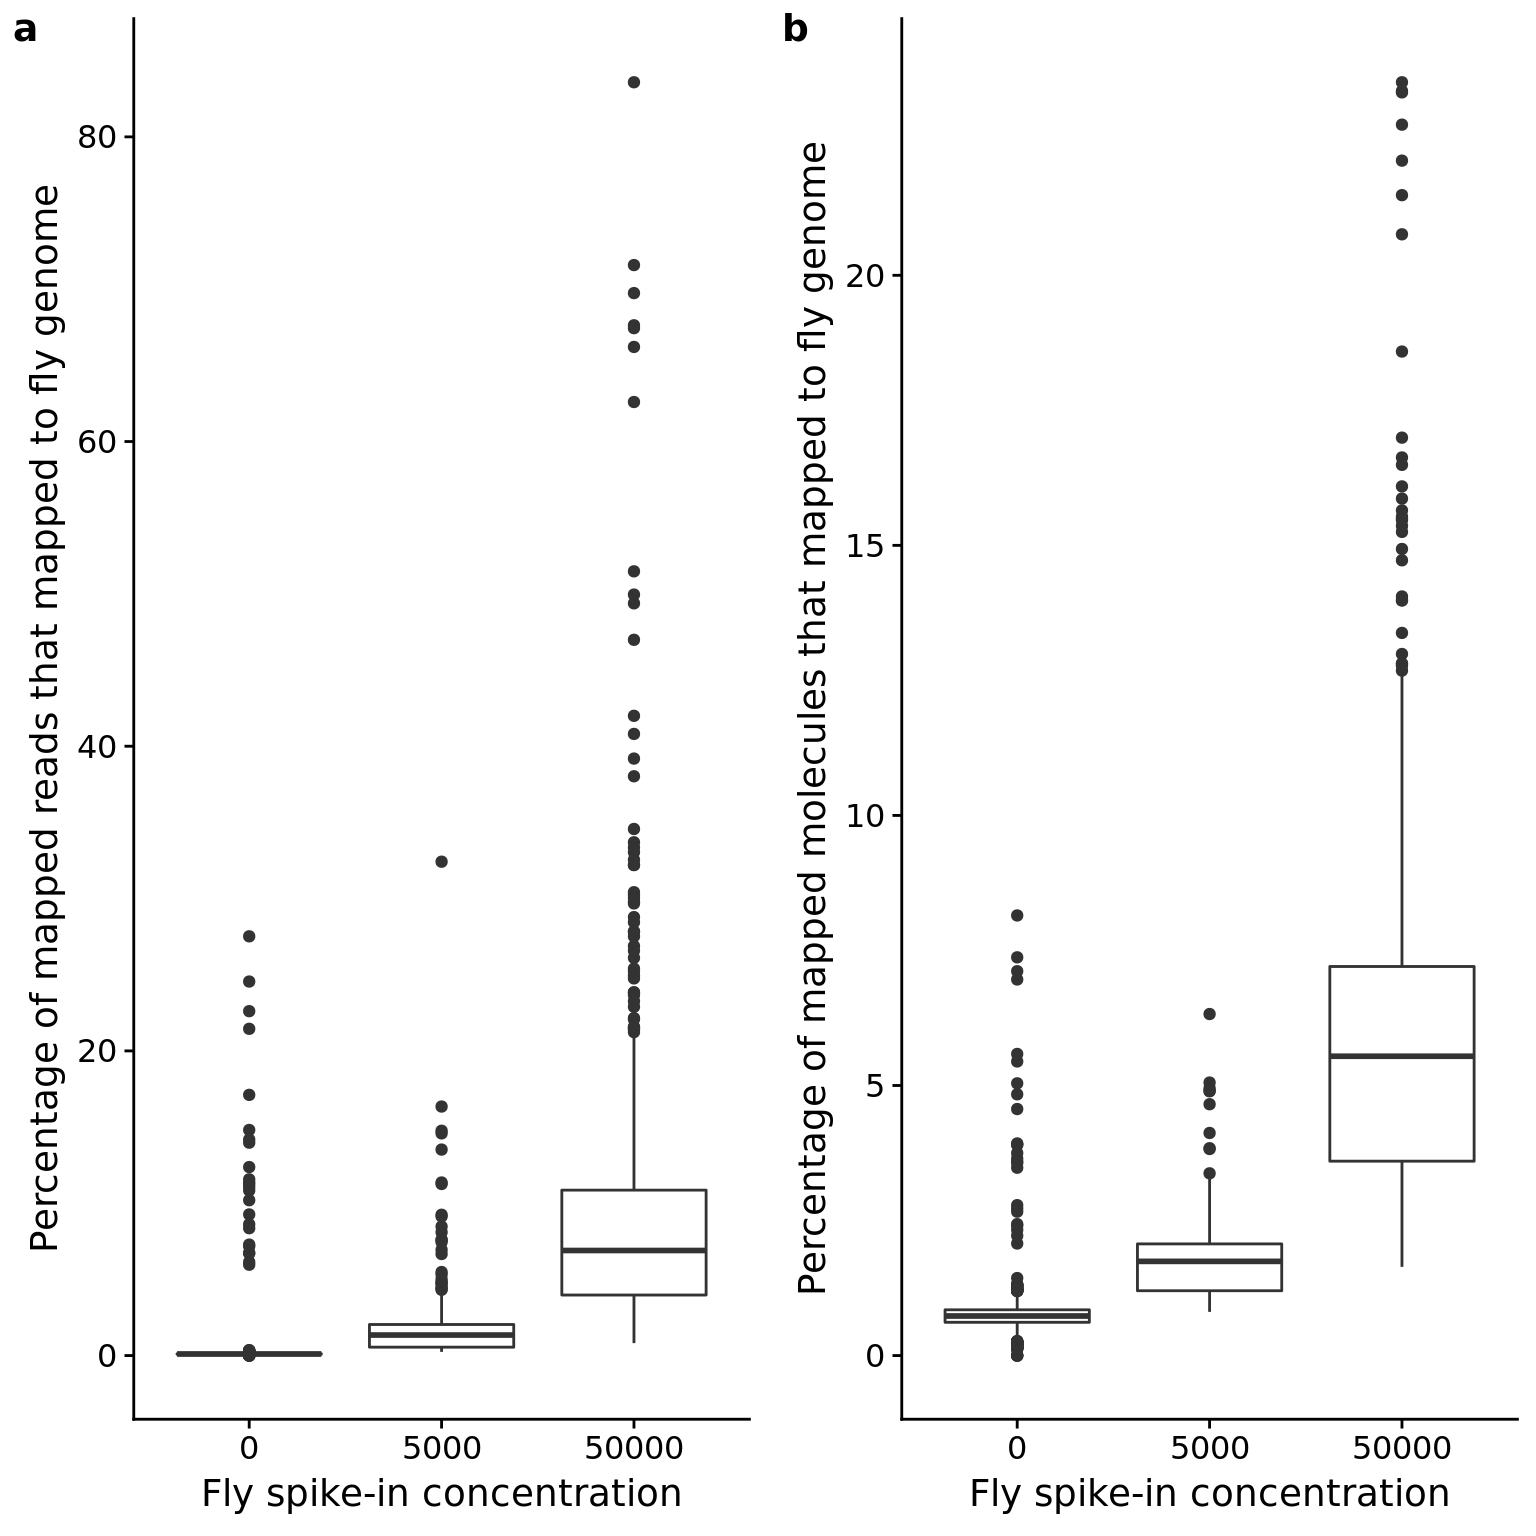 a
Percentage of mapped reads that mapped to fly genome
80
60
40
20
0
0 5000 50000
Fly spike-in concentration
b
Percentage of mapped molecules that mapped to fly genome
20
15
10
5
0
0 5000 50000
Fly spike-in concentration